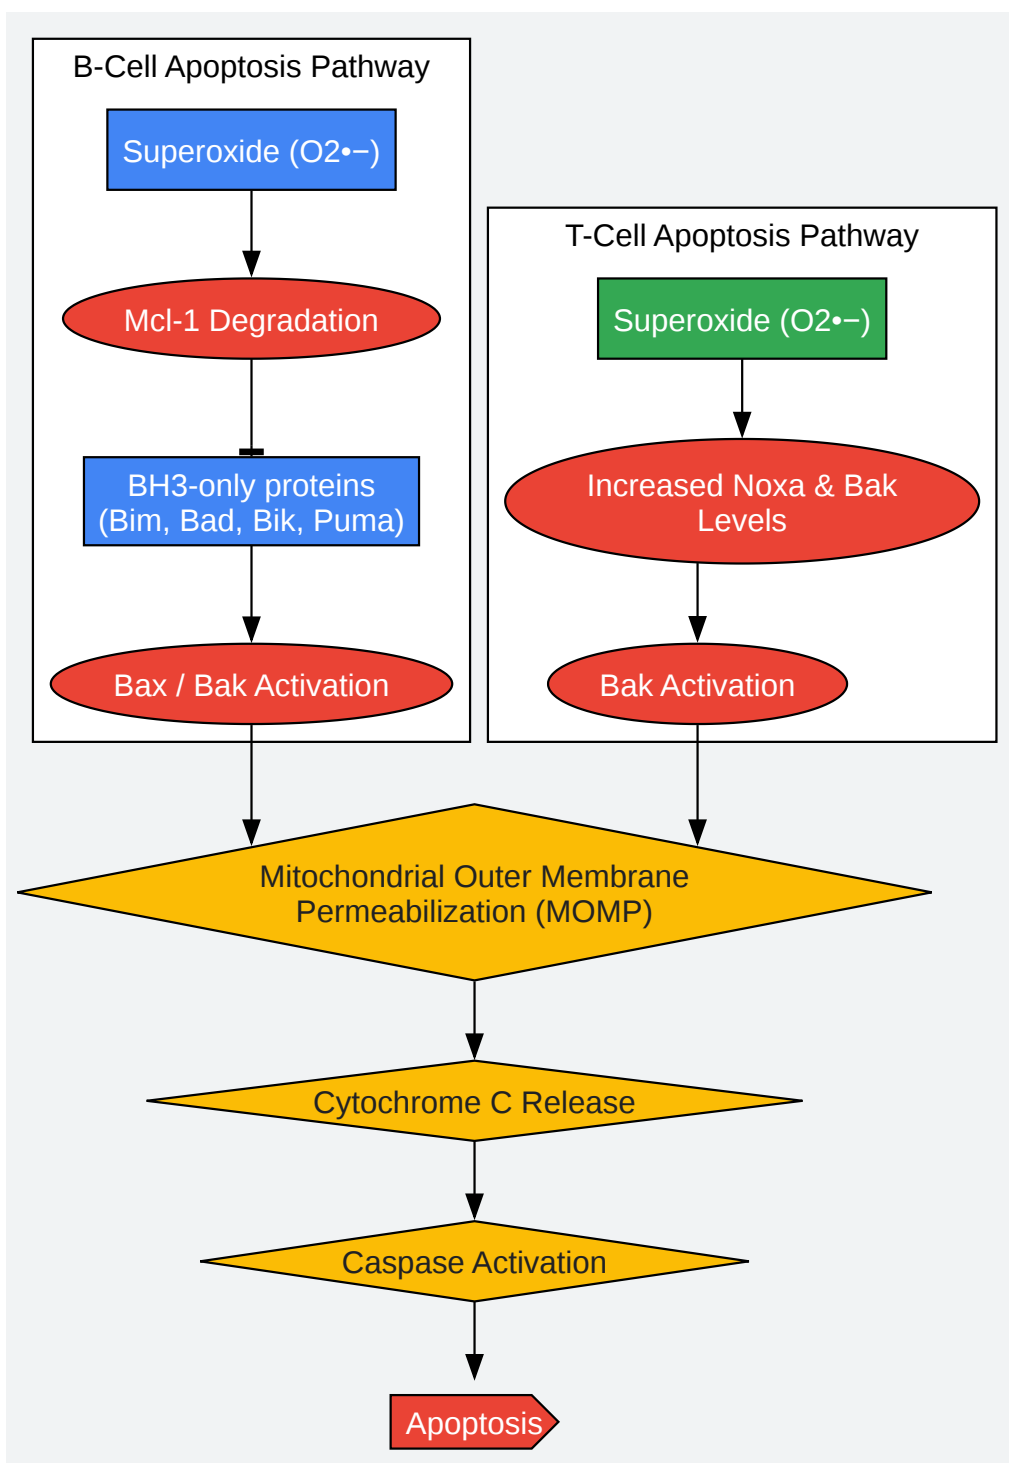 B-Cell Apoptosis Pathway
Superoxide (O2•−)
Mcl-1 Degradation
BH3-only proteins
(Bim, Bad, Bik, Puma)
Bax / Bak Activation
T-Cell Apoptosis Pathway
Superoxide (O2•−)
Increased Noxa & Bak
Levels
Bak Activation
Mitochondrial Outer Membrane
Permeabilization (MOMP)
Cytochrome C Release
Caspase Activation
Apoptosis